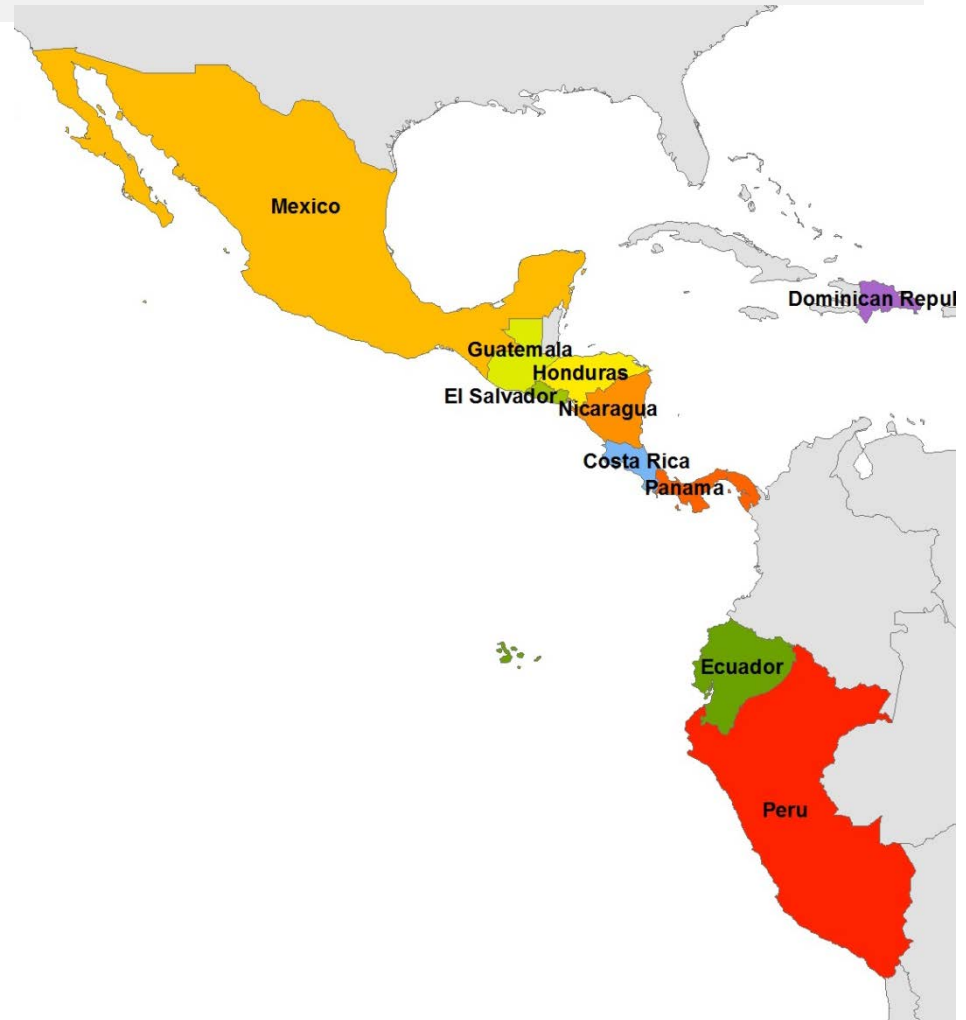 Mexico
Dominican Repul
Guatemala
Honduras
El Salvador
Nicaragua
Costa Rica
Panama
Ecuador
Peru